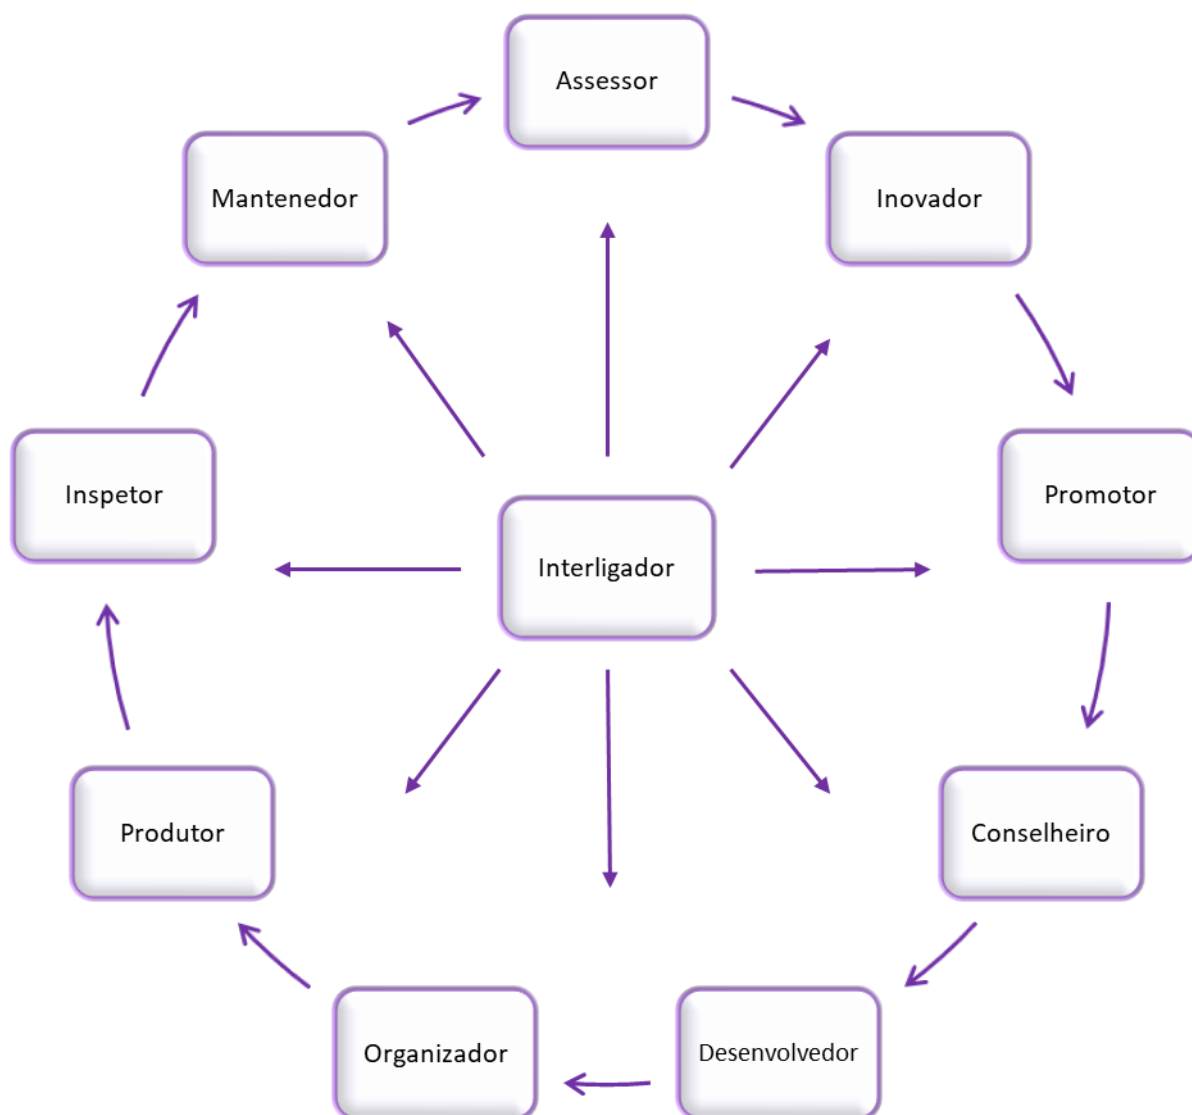 Assessor
Mantenedor
Inovador
Inspetor
Promotor
Interligador
Produtor
Conselheiro
Organizador
Desenvolvedor